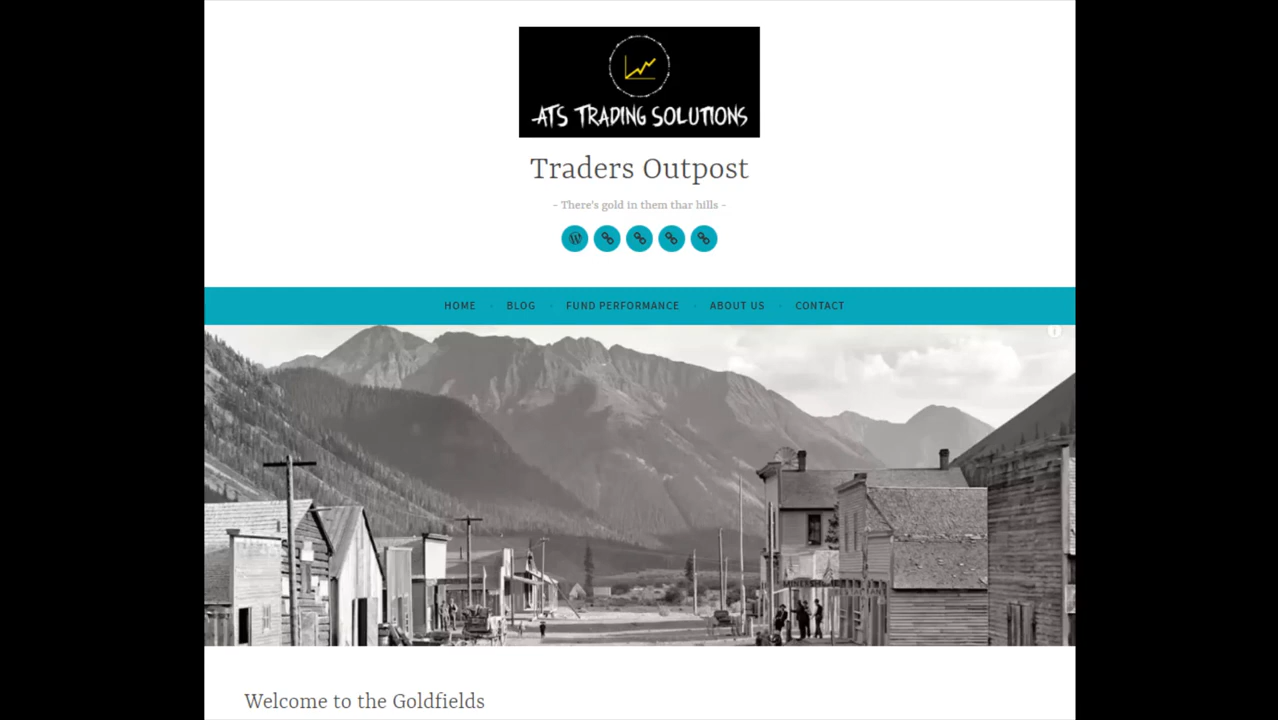 ATS TRADING SOLUTIONS
Traders Outpost
- There's gold in them thar hills -
HOME · BLOG · FUND PERFORMANCE · ABOUT US · CONTACT
Welcome to the Goldfields